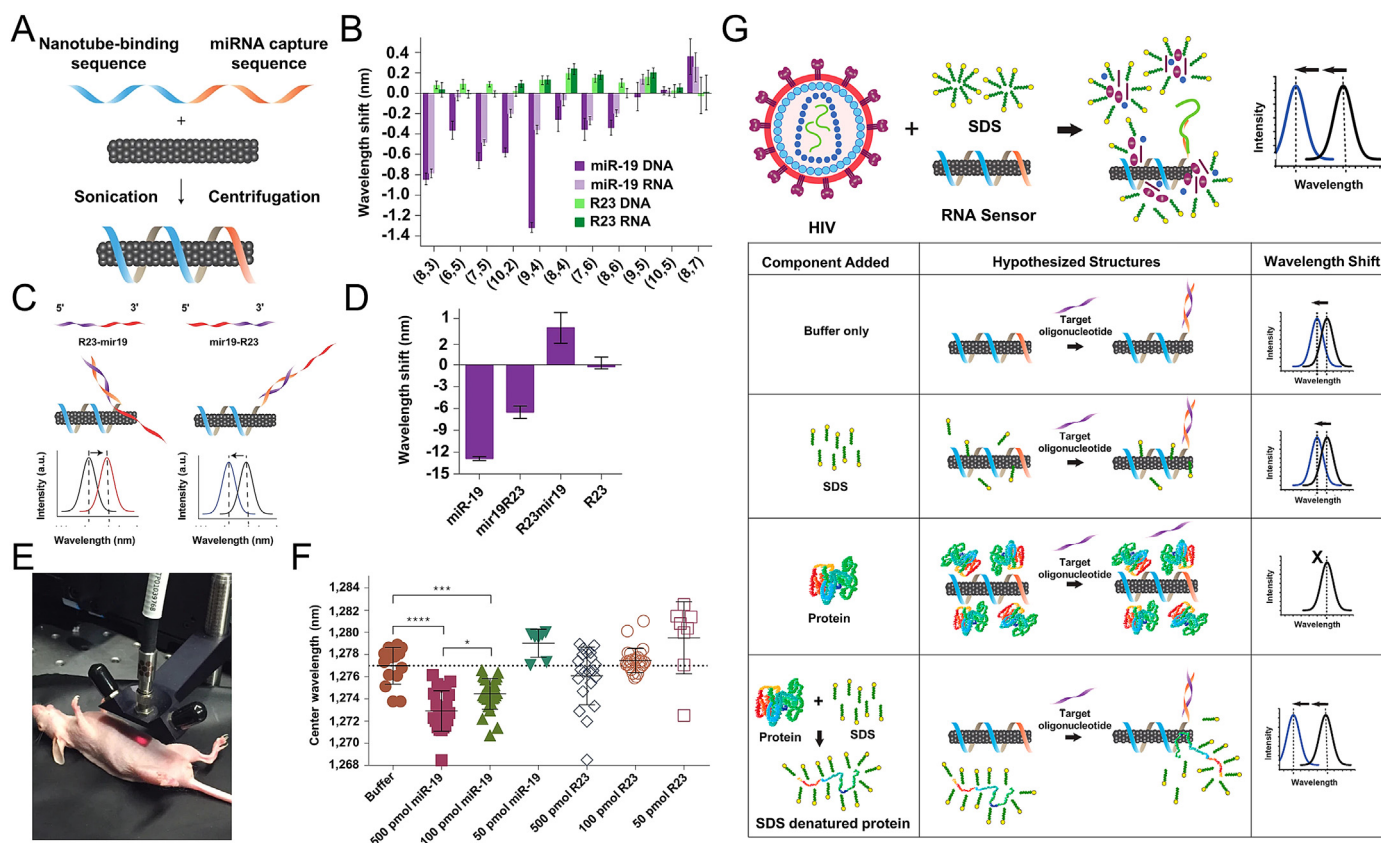 A
Nanotube-binding
sequence
miRNA capture
sequence
+
Sonication
Centrifugation
B
Wavelength shift (nm)
0.4
0.2
0.0
-0.2
-0.4
-0.6
-0.8
-1.0
-1.2
-1.4
miR-19 DNA
miR-19 RNA
R23 DNA
R23 RNA
(8,3)
(6,5)
(7,5)
(10,2)
(9,4)
(8,4)
(7,6)
(8,6)
(9,5)
(10,5)
(8,7)
C
5'
3'
R23-mir19
5'
3'
mir19-R23
Intensity (a.u.)
Wavelength (nm)
Intensity (a.u.)
Wavelength (nm)
D
Wavelength shift (nm)
1
2
0
-3
-6
-9
-12
-15
miR-19
mir19R23
R23mir19
R23
E
F
Center wavelength (nm)
1,284
1,282
1,280
1,278
1,276
1,274
1,272
1,270
1,268
***
****
*
Buffer
500 pmol miR-19
100 pmol miR-19
50 pmol miR-19
500 pmol R23
100 pmol R23
50 pmol R23
G
HIV
+
SDS
RNA Sensor
Intensity
Wavelength
Component Added
Hypothesized Structures
Wavelength Shift
Buffer only
Target
oligonucleotide
Intensity
Wavelength
SDS
Target
oligonucleotide
Intensity
Wavelength
Protein
Target
oligonucleotide
X
Intensity
Wavelength
Protein
+
SDS
SDS denatured protein
Target
oligonucleotide
Intensity
Wavelength